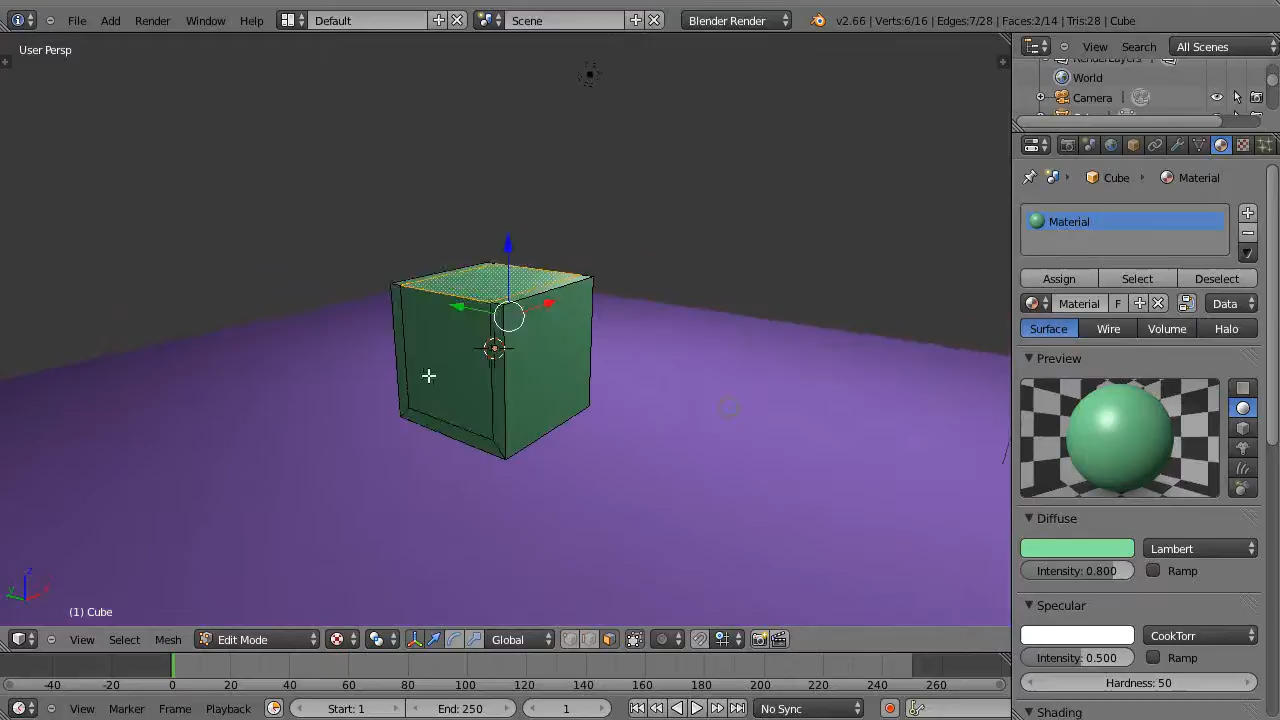 File Add Render Window Help Default Scene Blender Render v2.66 | Verts:6/16 | Edges:7/28 | Faces:2/14 | Tris:28 | Cube
User Persp
View Search All Scenes
World
Camera
Cube Material
Material
Assign Select Deselect
Material F Data
Surface Wire Volume Halo
Preview
Diffuse
Lambert
Intensity: 0.800 Ramp
Specular
CookTorr
Intensity: 0.500 Ramp
Hardness: 50
Shading
z
y x
(1) Cube
View Select Mesh Edit Mode Global
-40 -20 0 20 40 60 80 100 120 140 160 180 200 220 240 260
View Marker Frame Playback Start: 1 End: 250 1 No Sync